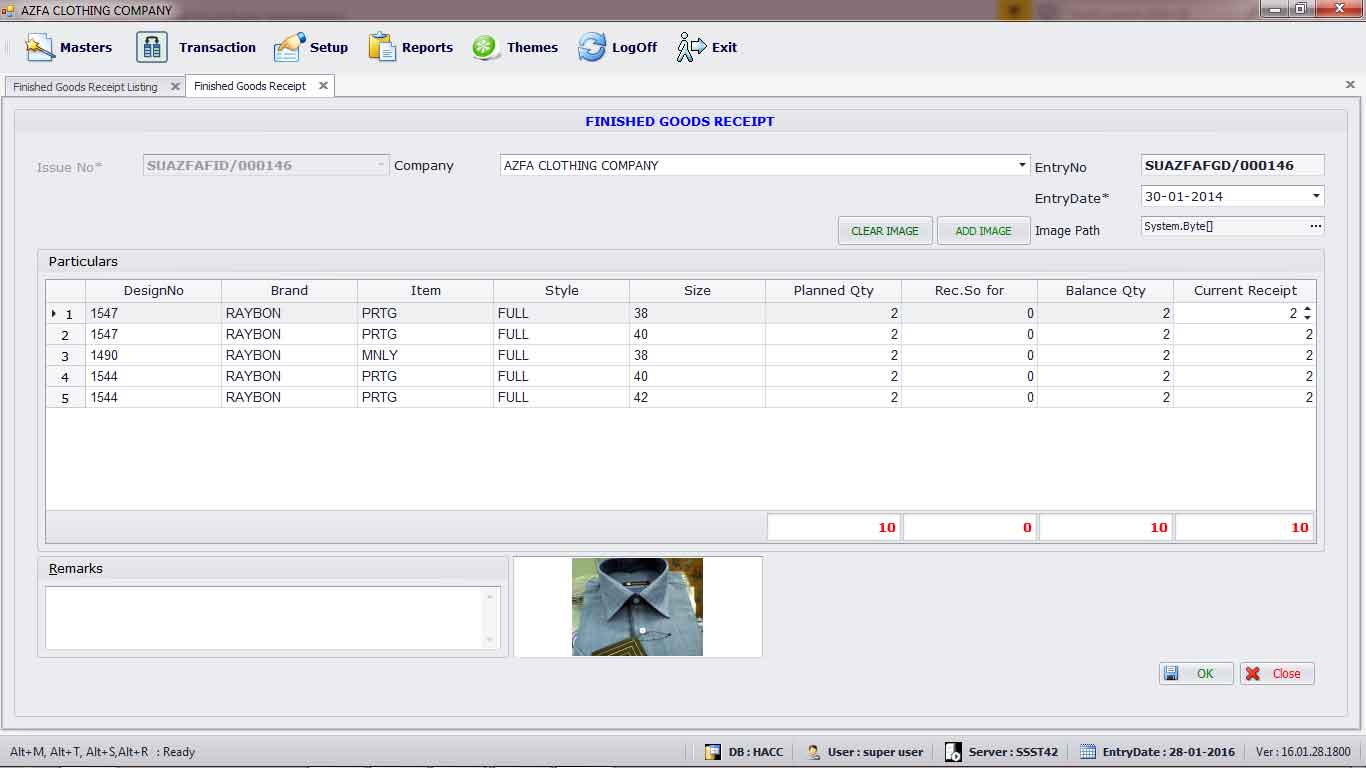 AZFA CLOTHING COMPANY
Masters Transaction Setup Reports Themes LogOff Exit
Finished Goods Receipt Listing Finished Goods Receipt
FINISHED GOODS RECEIPT
Issue No* SUAZFAFID/000146 Company AZFA CLOTHING COMPANY EntryNo SUAZFAFGD/000146
EntryDate* 30-01-2014
CLEAR IMAGE ADD IMAGE Image Path System.Byte[] ...
Particulars
DesignNo Brand Item Style Size Planned Qty Rec.So for Balance Qty Current Receipt
1 1547 RAYBON PRTG FULL 38 2 0 2 2
2 1547 RAYBON PRTG FULL 40 2 0 2 2
3 1490 RAYBON MNLY FULL 38 2 0 2 2
4 1544 RAYBON PRTG FULL 40 2 0 2 2
5 1544 RAYBON PRTG FULL 42 2 0 2 2
10 0 10 10
Remarks
OK Close
Alt+M, Alt+T, Alt+S,Alt+R : Ready DB : HACC User : super user Server : SSST42 EntryDate : 28-01-2016 Ver : 16.01.28.1800